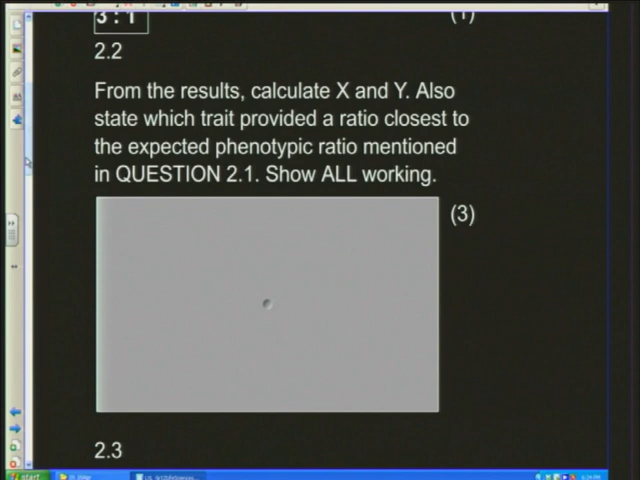 3 : 1
(1)
2.2
From the results, calculate X and Y. Also
state which trait provided a ratio closest to
the expected phenotypic ratio mentioned
in QUESTION 2.1. Show ALL working.
(3)
2.3
start